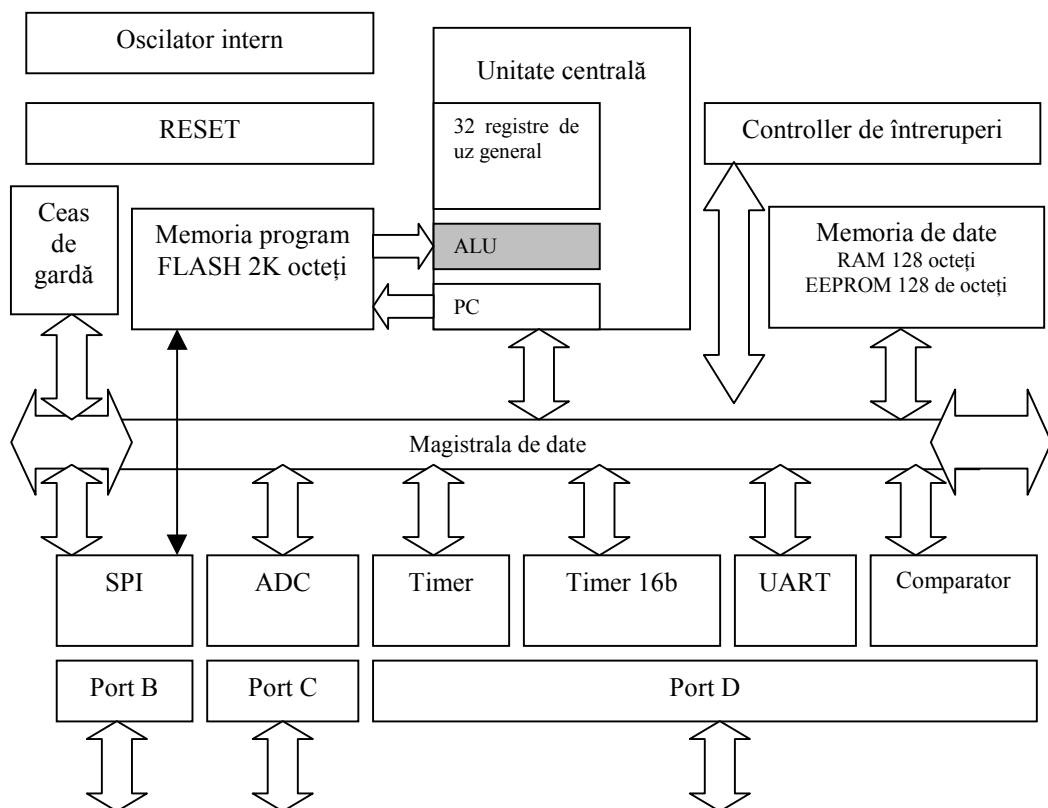 Oscilator intern
Unitate centrală
RESET
32 registre de
uz general
Controller de întreruperi
Ceas
de
gardă
Memoria program
FLASH 2K octeți
ALU
Memoria de date
RAM 128 octeți
EEPROM 128 de octeți
PC
Magistrala de date
SPI
ADC
Timer
Timer 16b
UART
Comparator
Port B
Port C
Port D